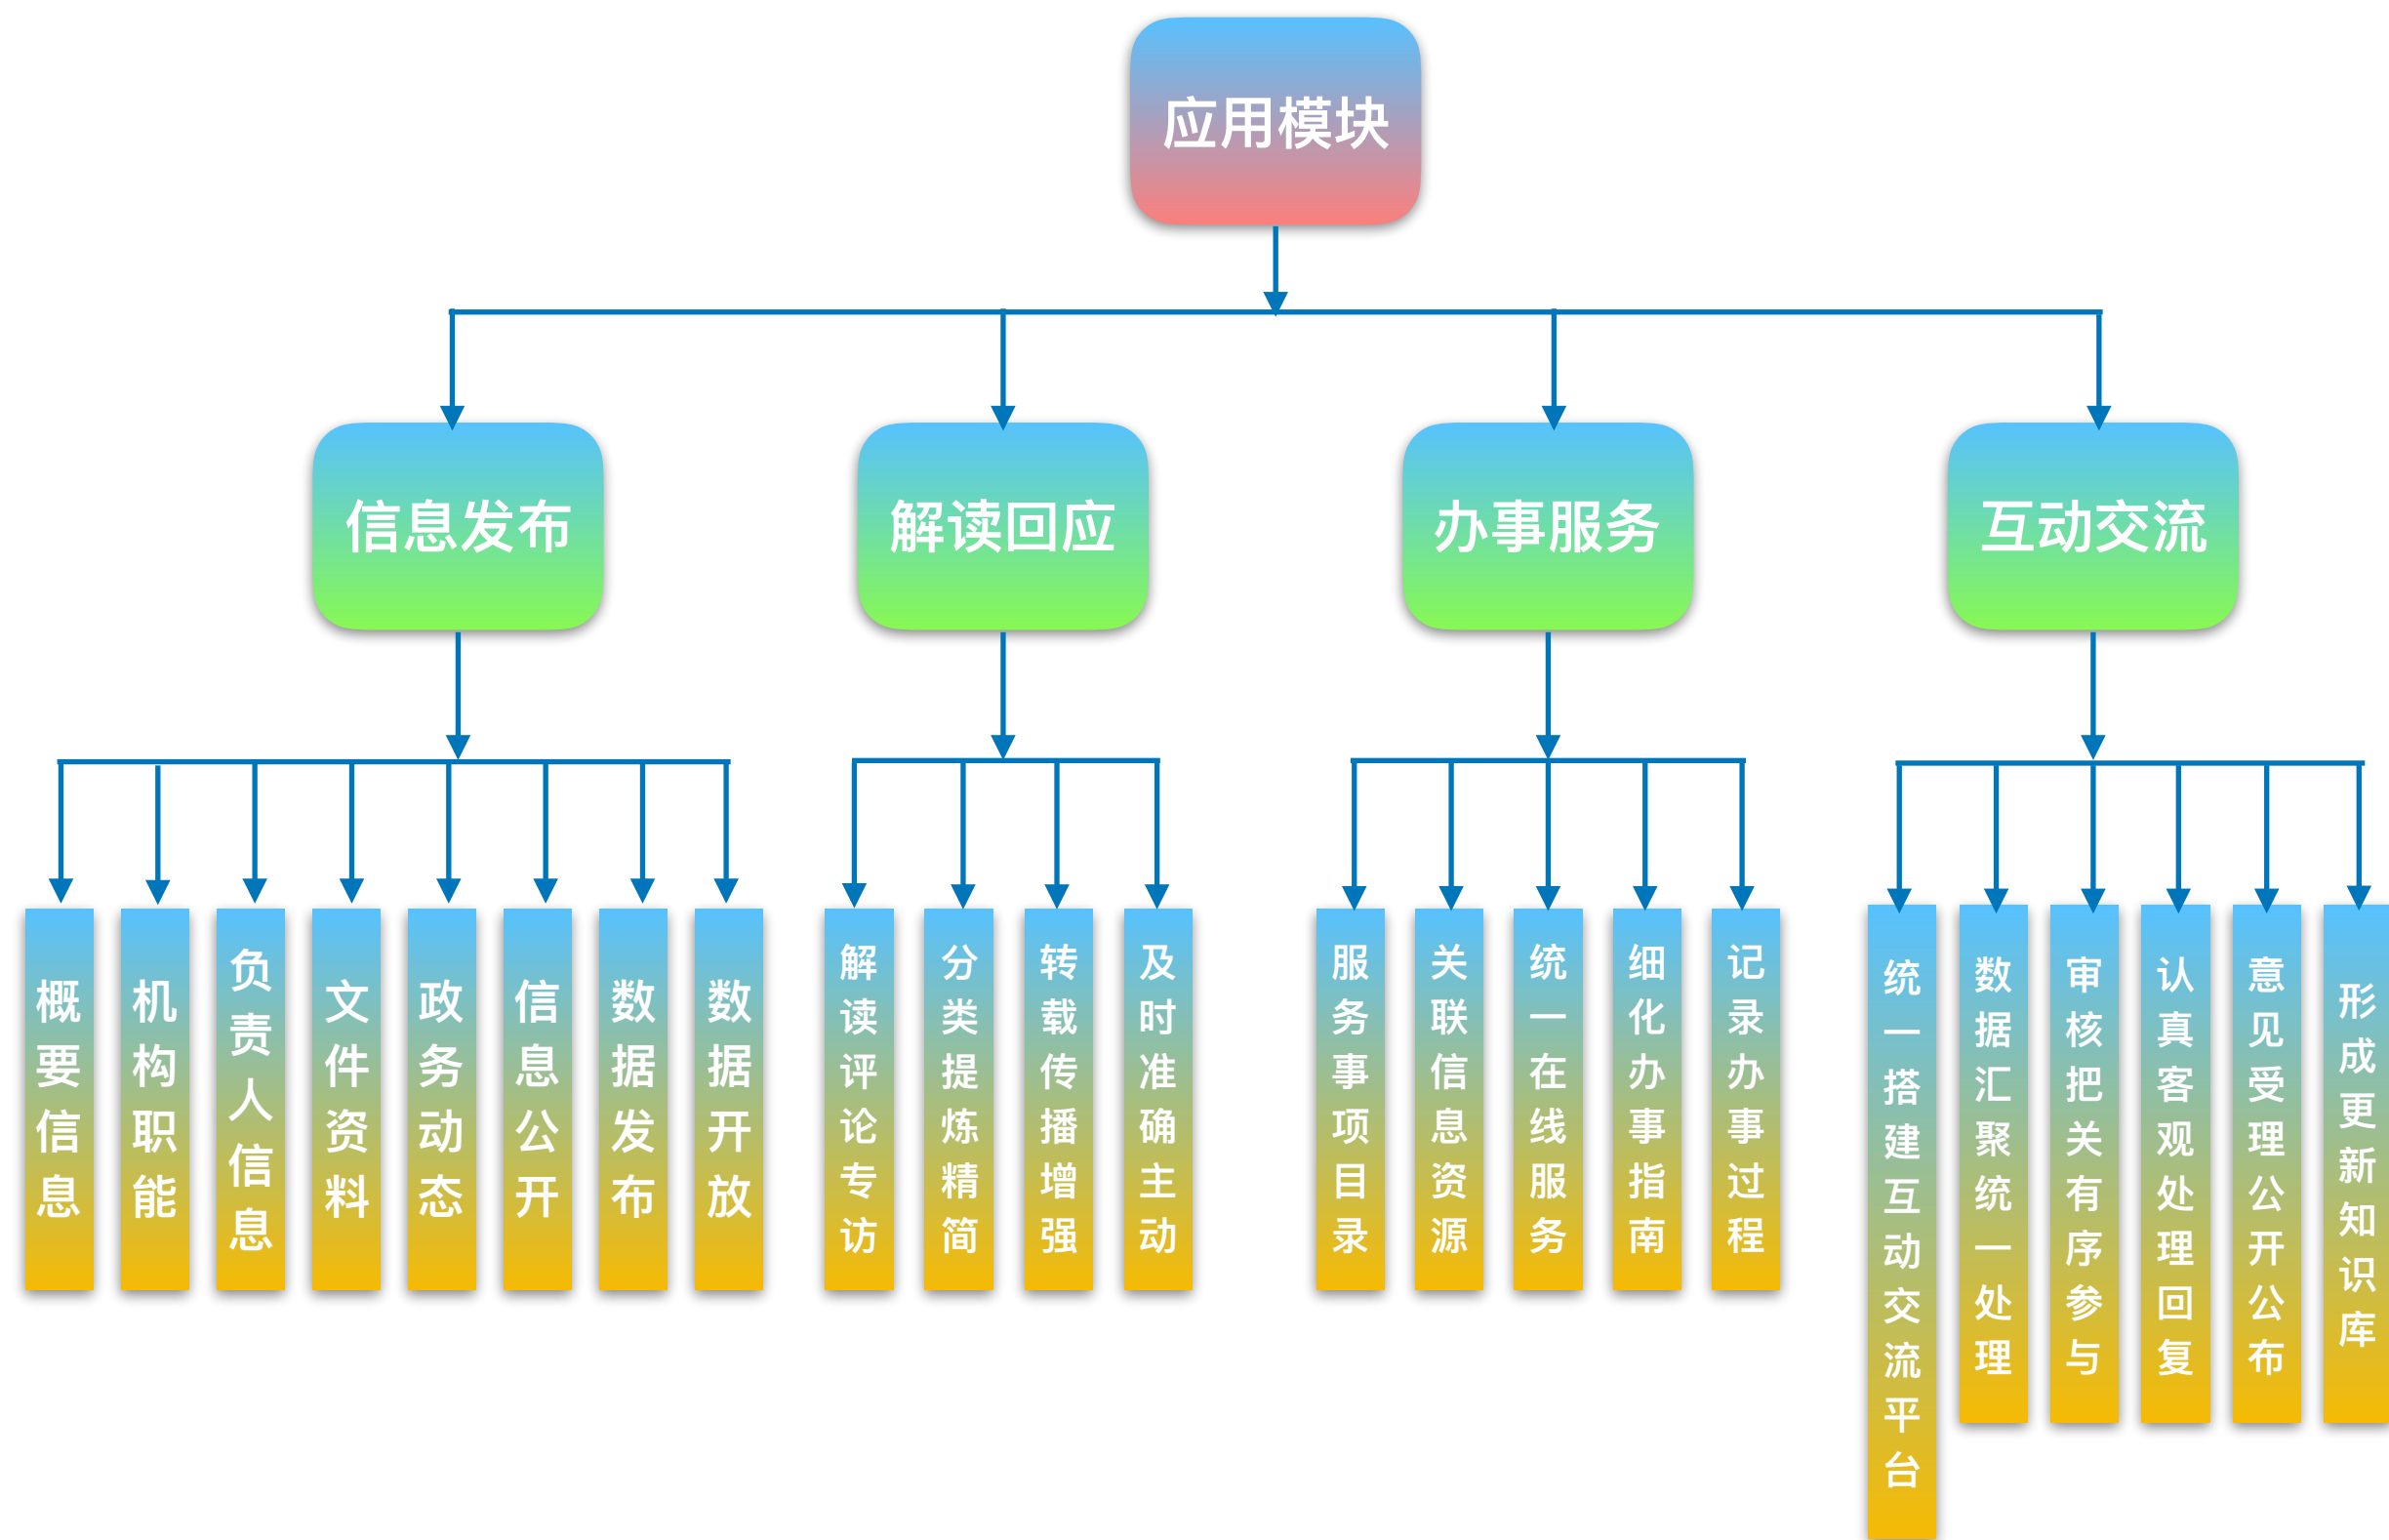 应用模块
信息发布
解读回应
办事服务
互动交流
概要信息
机构职能
负责人信息
文件资料
政务动态
信息公开
数据发布
数据开放
解读评论专访
分类提炼精简
转载传播增强
及时准确主动
服务事项目录
关联信息资源
统一在线服务
细化办事指南
记录办事过程
统一搭建互动交流平台
数据汇聚统一处理
审核把关有序参与
认真客观处理回复
意见受理公开公布
形成更新知识库